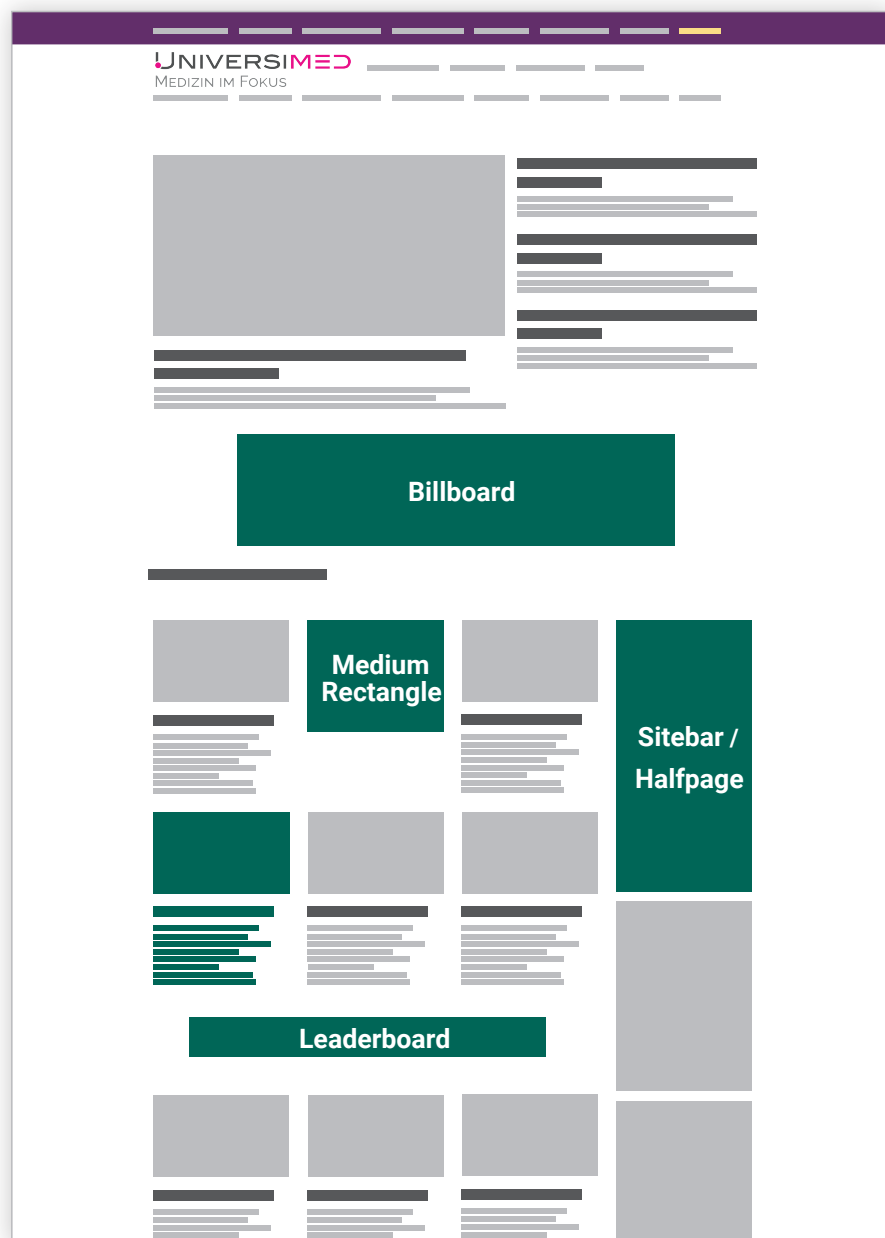 UNIVERSIMED
MEDIZIN IM FOKUS
Billboard
Medium
Rectangle
Sitebar /
Halfpage
Leaderboard